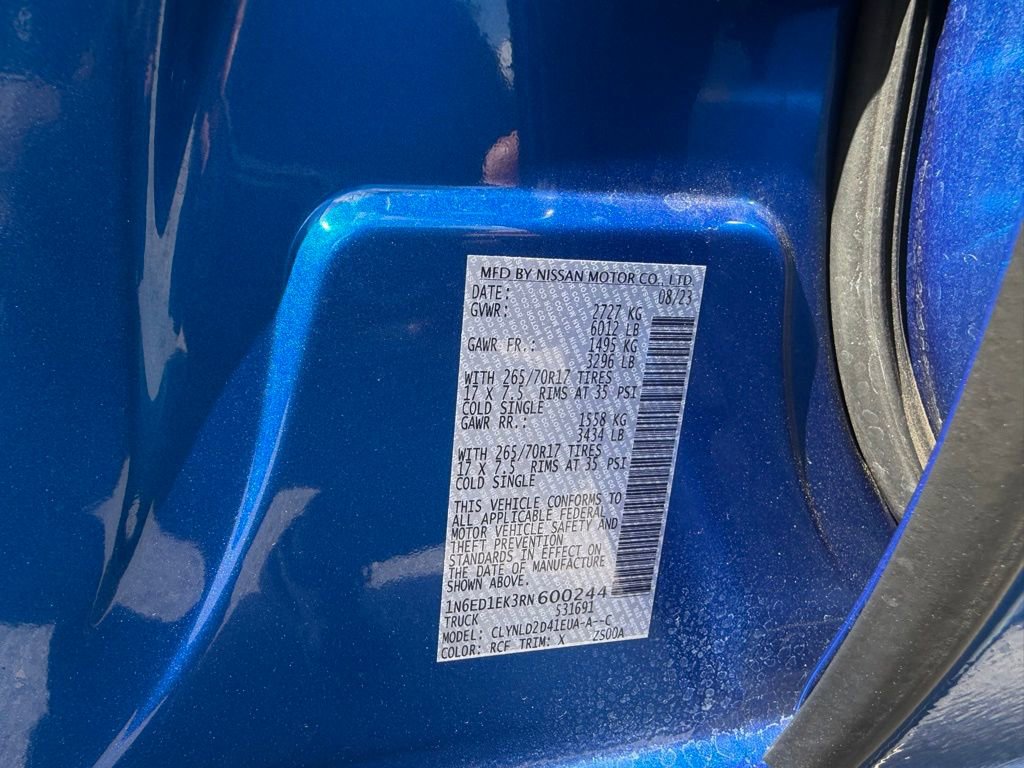 MFD BY NISSAN MOTOR CO., LTD.
DATE: 08/23
GVWR: 2727 KG
6012 LB
GAWR FR.: 1495 KG
3296 LB
WITH 265/70R17 TIRES
17 X 7.5 RIMS AT 35 PSI
COLD SINGLE
GAWR RR.: 1558 KG
3434 LB
WITH 265/70R17 TIRES
17 X 7.5 RIMS AT 35 PSI
COLD SINGLE
THIS VEHICLE CONFORMS TO
ALL APPLICABLE FEDERAL
MOTOR VEHICLE SAFETY AND
THEFT PREVENTION
STANDARDS IN EFFECT ON
THE DATE OF MANUFACTURE
SHOWN ABOVE.
1N6ED1EK3RN600244
TRUCK S31691
MODEL: CLYNLD2D41EUA-A--C
COLOR: RCF TRIM: X ZS00A